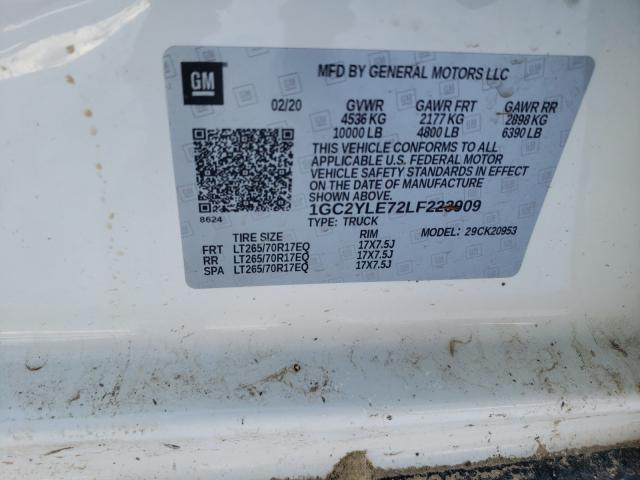 GM
MFD BY GENERAL MOTORS LLC
02/20 GVWR GAWR FRT GAWR RR
4536 KG 2177 KG 2898 KG
10000 LB 4800 LB 6390 LB
THIS VEHICLE CONFORMS TO ALL
APPLICABLE U.S. FEDERAL MOTOR
VEHICLE SAFETY STANDARDS IN EFFECT
ON THE DATE OF MANUFACTURE
SHOWN ABOVE.
8624
1GC2YLE72LF223909
TYPE: TRUCK
MODEL: 29CK20953
TIRE SIZE RIM
FRT LT265/70R17EQ 17X7.5J
RR LT265/70R17EQ 17X7.5J
SPA LT265/70R17EQ 17X7.5J